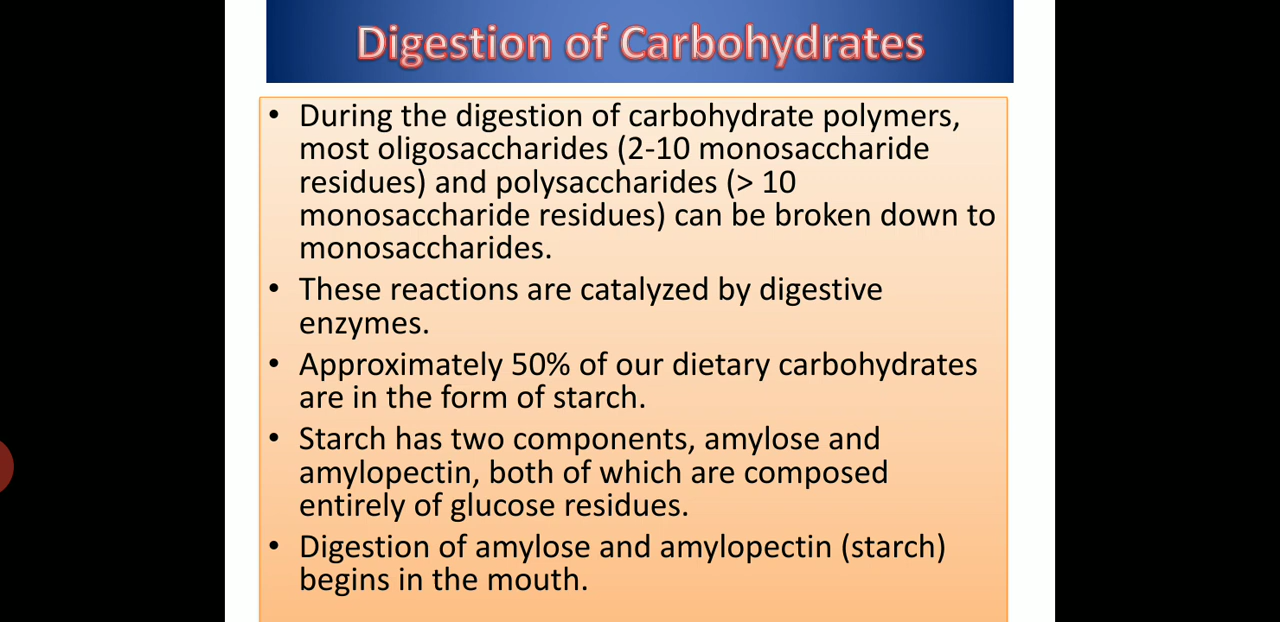 Digestion of Carbohydrates
• During the digestion of carbohydrate polymers,
most oligosaccharides (2-10 monosaccharide
residues) and polysaccharides (> 10
monosaccharide residues) can be broken down to
monosaccharides.
• These reactions are catalyzed by digestive
enzymes.
• Approximately 50% of our dietary carbohydrates
are in the form of starch.
• Starch has two components, amylose and
amylopectin, both of which are composed
entirely of glucose residues.
• Digestion of amylose and amylopectin (starch)
begins in the mouth.